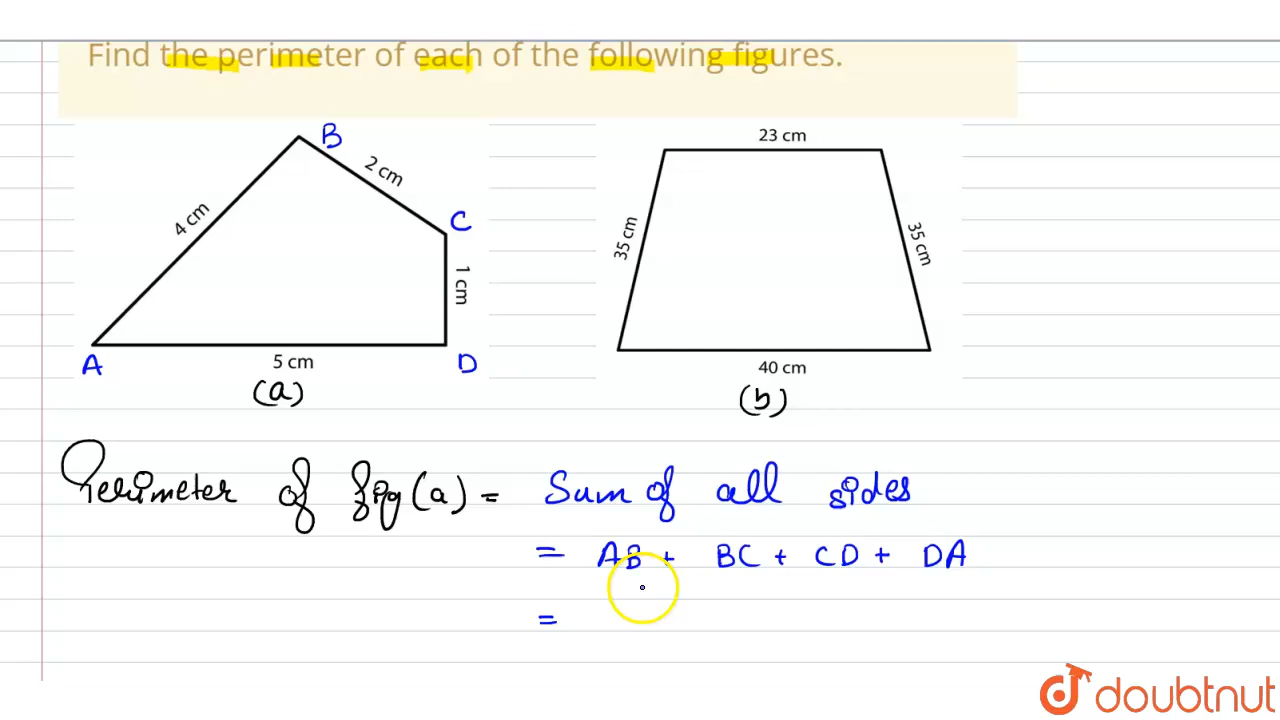 Find the perimeter of each of the following figures.
B
2 cm
4 cm
C
1 cm
A
5 cm
D
(a)
23 cm
35 cm
35 cm
40 cm
(b)
Perimeter of fig(a) = Sum of all sides
= AB + BC + CD + DA
=
doubtnut